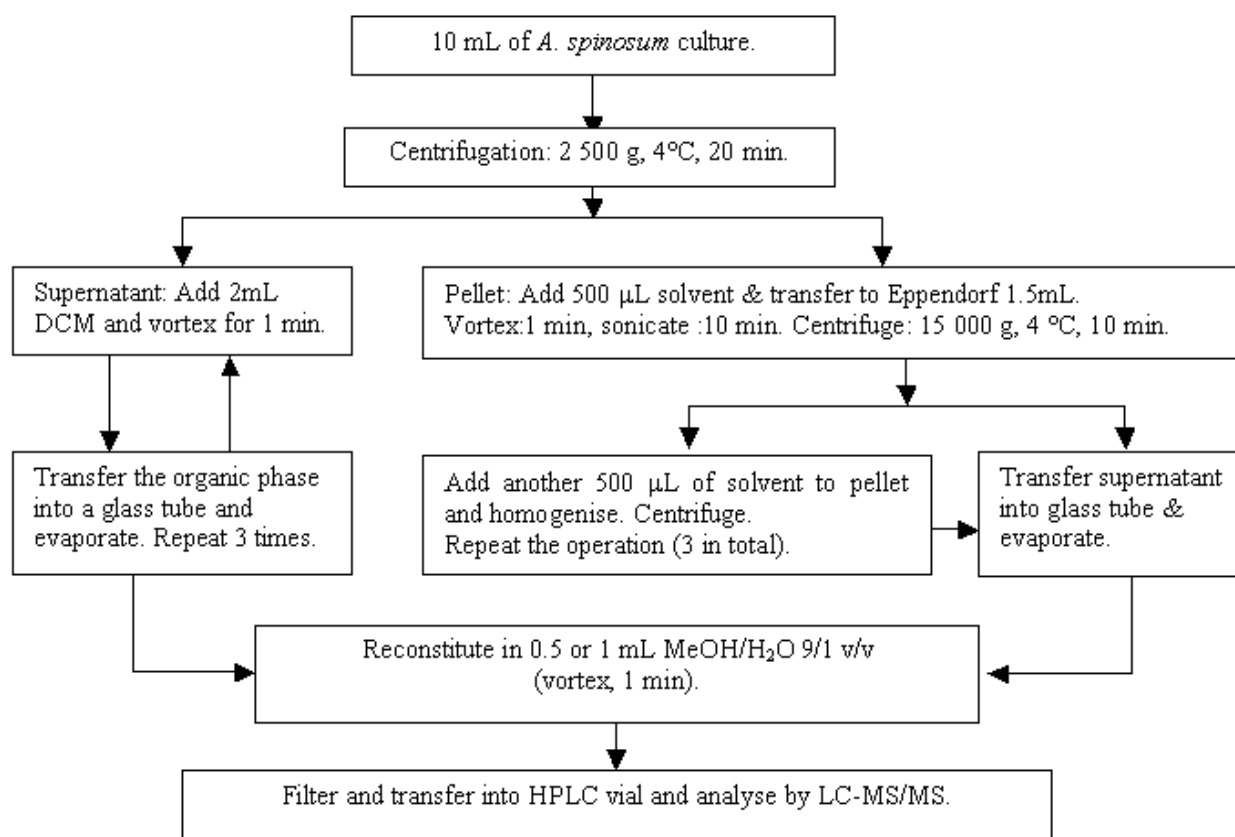 10 mL of A. spinosum culture.
Centrifugation: 2 500 g, 4°C, 20 min.
Supernatant: Add 2mL
DCM and vortex for 1 min.
Pellet: Add 500 μL solvent & transfer to Eppendorf 1.5mL.
Vortex:1 min, sonicate :10 min. Centrifuge: 15 000 g, 4 °C, 10 min.
Transfer the organic phase
into a glass tube and
evaporate. Repeat 3 times.
Add another 500 μL of solvent to pellet
and homogenise. Centrifuge.
Repeat the operation (3 in total).
Transfer supernatant
into glass tube &
evaporate.
Reconstitute in 0.5 or 1 mL MeOH/H₂O 9/1 v/v
(vortex, 1 min).
Filter and transfer into HPLC vial and analyse by LC-MS/MS.